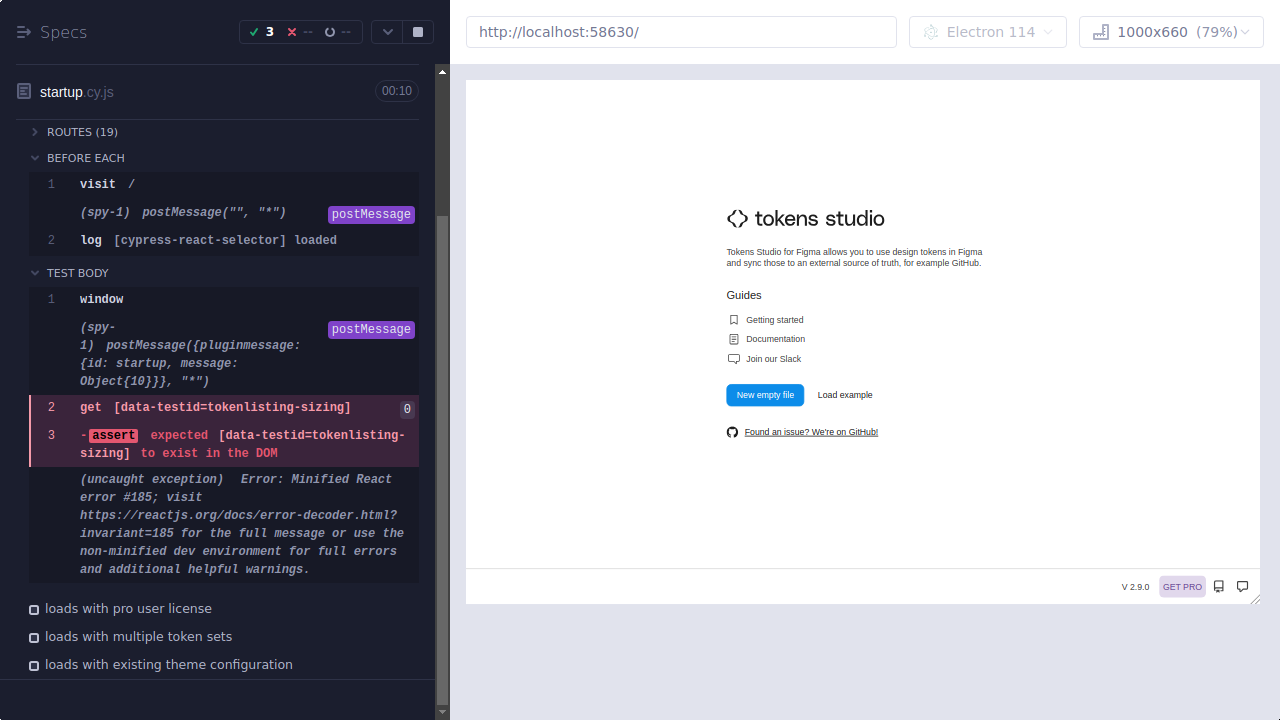 Specs
3
--
--
startup.cy.js
00:10
ROUTES (19)
BEFORE EACH
1 visit /
(spy-1) postMessage("", "*") postMessage
2 log [cypress-react-selector] loaded
TEST BODY
1 window
(spy-
1) postMessage({pluginmessage:
{id: startup, message:
Object{10}}}, "*")
postMessage
2 get [data-testid=tokenlisting-sizing] 0
3 -assert expected [data-testid=tokenlisting-
sizing] to exist in the DOM
(uncaught exception) Error: Minified React
error #185; visit
https://reactjs.org/docs/error-decoder.html?
invariant=185 for the full message or use the
non-minified dev environment for full errors
and additional helpful warnings.
loads with pro user license
loads with multiple token sets
loads with existing theme configuration
http://localhost:58630/
Electron 114
1000x660 (79%)
tokens studio
Tokens Studio for Figma allows you to use design tokens in Figma
and sync those to an external source of truth, for example GitHub.
Guides
Getting started
Documentation
Join our Slack
New empty file
Load example
Found an issue? We're on GitHub!
V 2.9.0
GET PRO